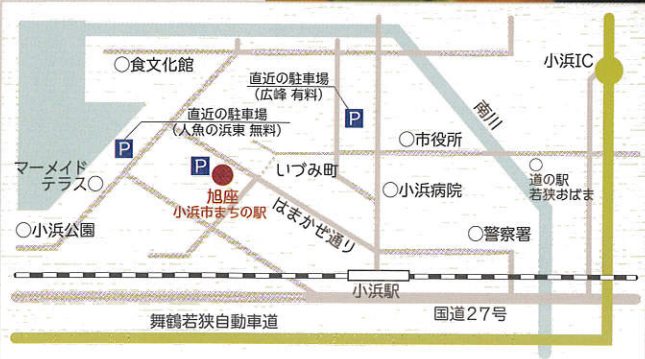 小浜IC
○食文化館
直近の駐車場
(広峰 有料)
P
南川
直近の駐車場
(人魚の浜東 無料)
P
○市役所
P
いづみ町
道の駅
若狭おばま
マーメイド
テラス○
旭座
小浜市まちの駅
○小浜病院
はまかぜ通り
○小浜公園
○警察署
小浜駅
国道27号
舞鶴若狭自動車道